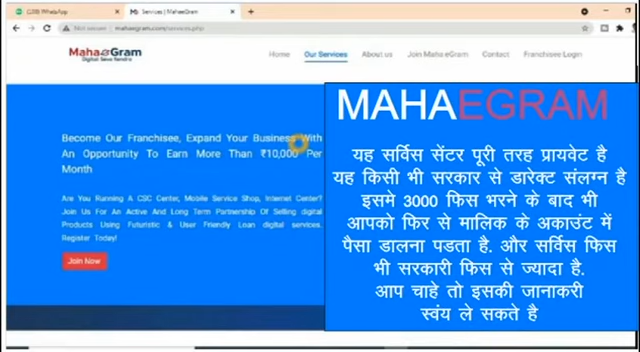 GRB WhatsApp
Services | MaheeGram
Not secure | mahaegram.com/services.php
Maha eGram
Digital Seva Kendra
Home Our Services About us Join Maha eGram Contact Franchisee Login
MAHAEGRAM
Become Our Franchisee, Expand Your Business With
An Opportunity To Earn More Than ₹10,000 Per
Month
Are You Running A CSC Center, Mobile Service Shop, Internet Center?
Join Us For An Active And Long Term Partnership Of Selling digital
Products Using Futuristic & User Friendly Loan digital services.
Register Today!
Join Now
यह सर्विस सेंटर पूरी तरह प्रायवेट है
यह किसी भी सरकार से डारेक्ट संलग्न है
इसमे 3000 फिस भरने के बाद भी
आपको फिर से मालिक के अकाउंट में
पैसा डालना पडता है. और सर्विस फिस
भी सरकारी फिस से ज्यादा है.
आप चाहे तो इसकी जानाकरी
स्वंय ले सकते है